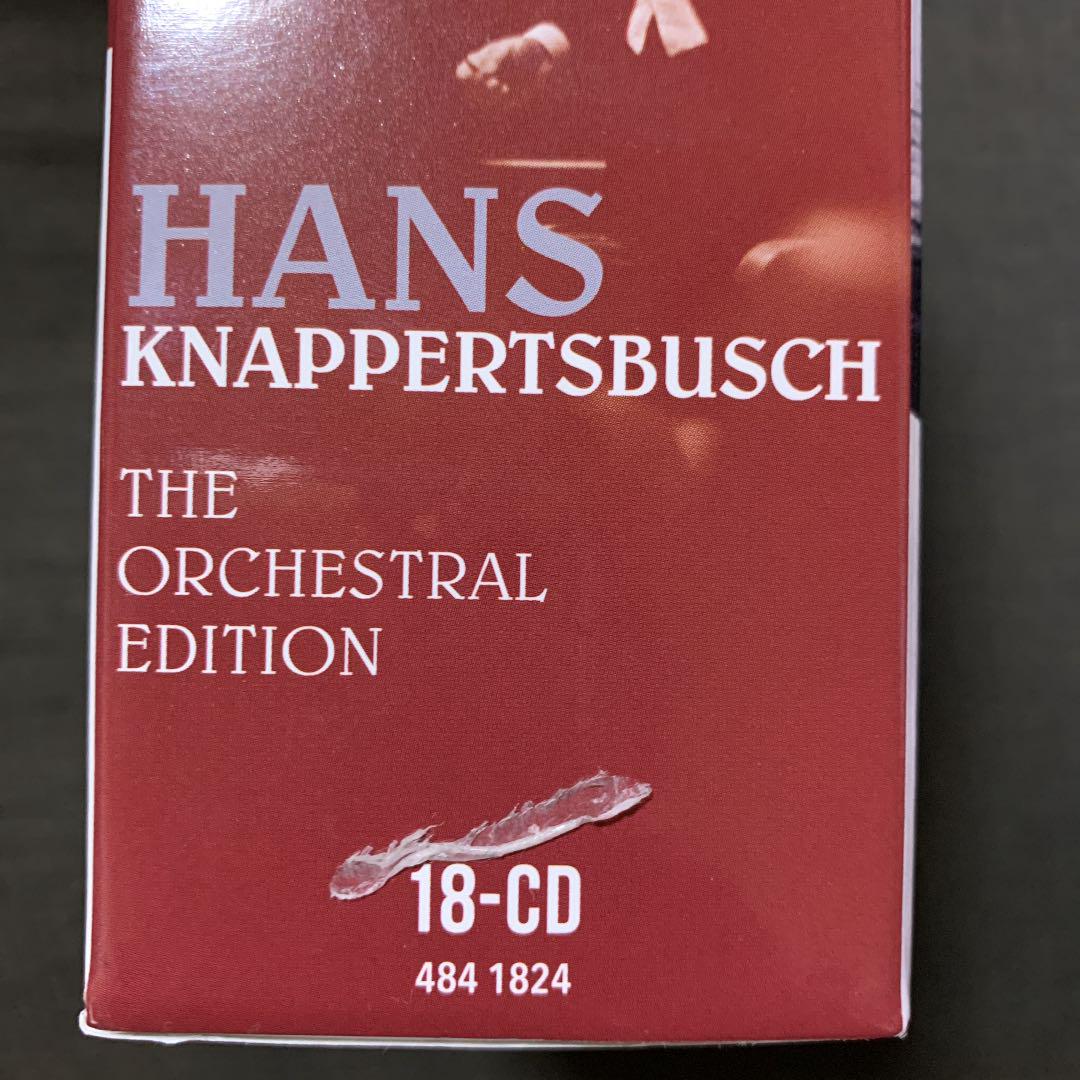 HANS
KNAPPERTSBUSCH
THE
ORCHESTRAL
EDITION
18-CD
484 1824